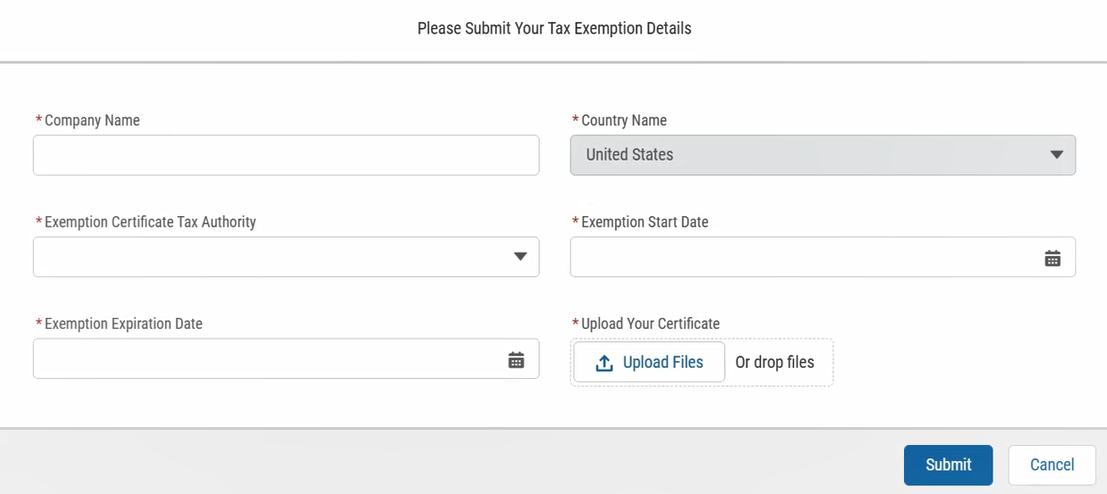 Please Submit Your Tax Exemption Details
*Company Name
*Country Name
United States
*Exemption Certificate Tax Authority
*Exemption Start Date
*Exemption Expiration Date
*Upload Your Certificate
Upload Files Or drop files
Submit Cancel